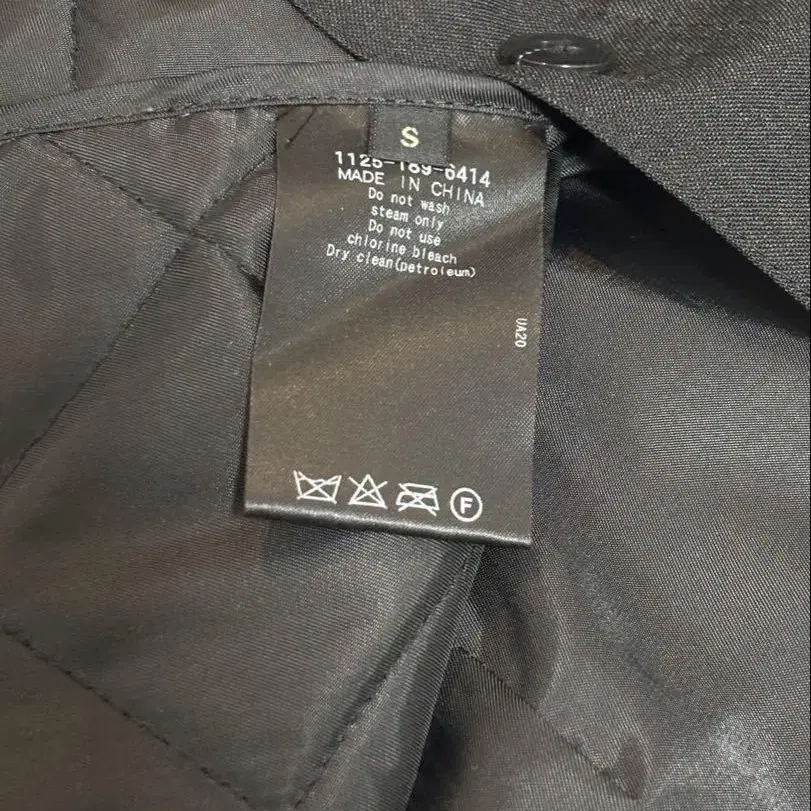 S
1125-189-6414
MADE IN CHINA
Do not wash
steam only
Do not use
chlorine bleach
Dry clean(petroleum)
UA20
F